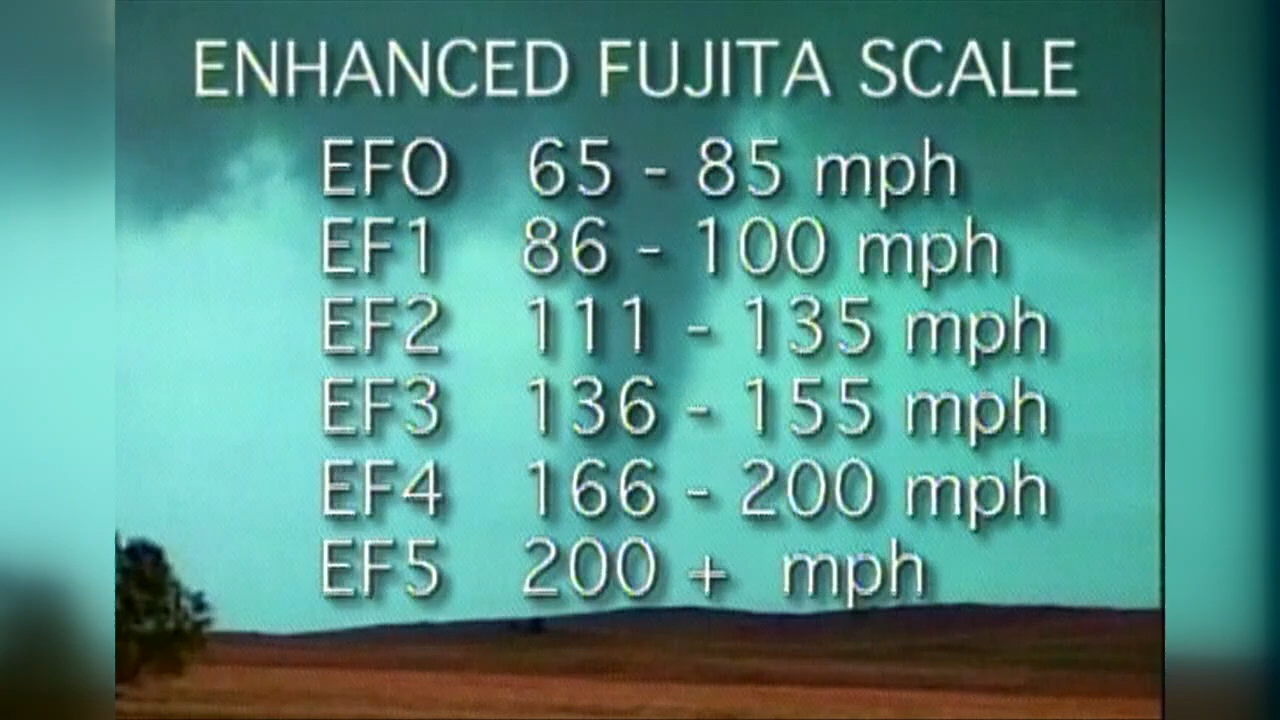 ENHANCED FUJITA SCALE
EF0 65 - 85 mph
EF1 86 - 100 mph
EF2 111 - 135 mph
EF3 136 - 155 mph
EF4 166 - 200 mph
EF5 200 + mph